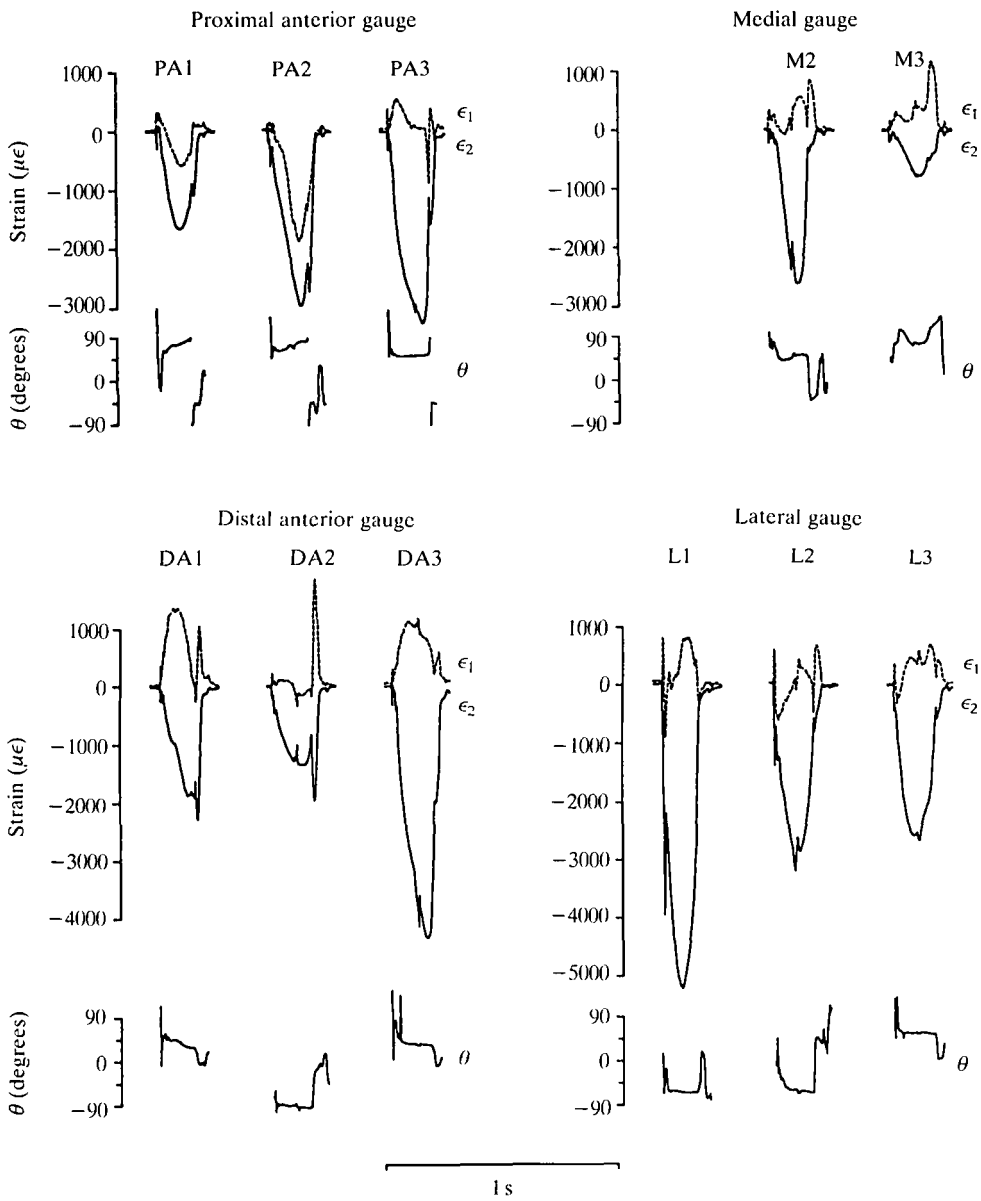 Proximal anterior gauge
PA1 PA2 PA3
Strain (με)
1000
0
−1000
−2000
−3000
ϵ1
ϵ2
θ (degrees)
90
0
−90
θ
Medial gauge
M2 M3
1000
0
−1000
−2000
−3000
ϵ1
ϵ2
90
0
−90
θ
Distal anterior gauge
DA1 DA2 DA3
Strain (με)
1000
0
−1000
−2000
−3000
−4000
ϵ1
ϵ2
θ (degrees)
90
0
−90
θ
Lateral gauge
L1 L2 L3
1000
0
−1000
−2000
−3000
−4000
−5000
ϵ1
ϵ2
90
0
−90
θ
1 s